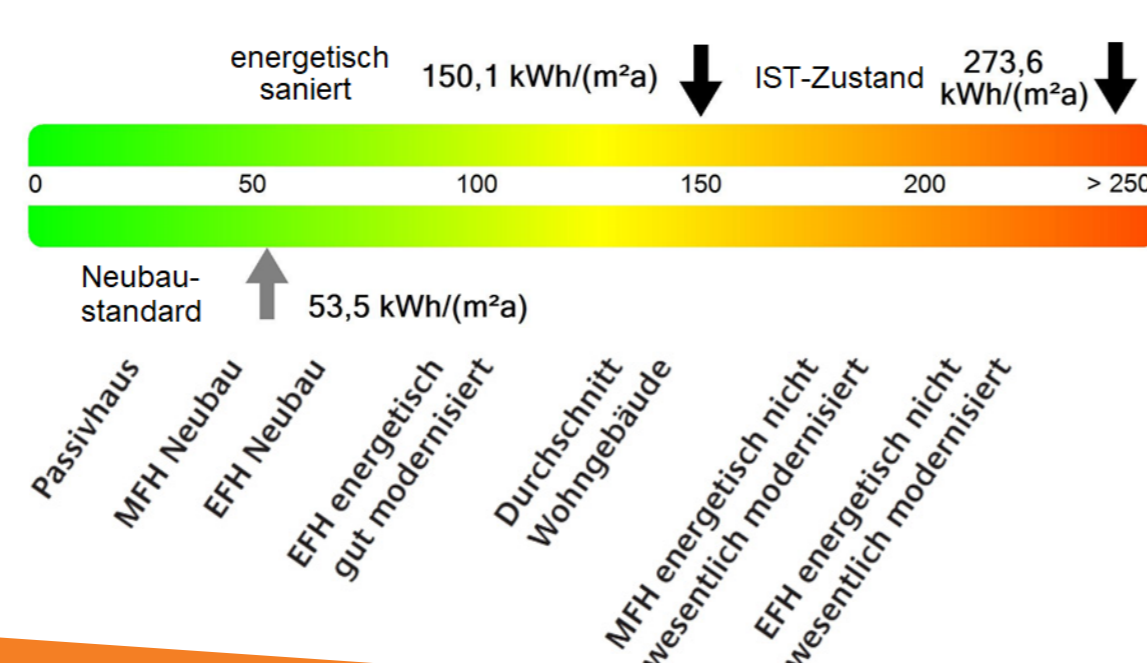 energetisch
saniert
150,1 kWh/(m²a)
IST-Zustand
273,6
kWh/(m²a)
0 50 100 150 200 > 250
Neubau-
standard
53,5 kWh/(m²a)
Passivhaus
MFH Neubau
EFH Neubau
EFH energetisch
gut modernisiert
Durchschnitt
Wohngebäude
MFH energetisch nicht
wesentlich modernisiert
EFH energetisch nicht
wesentlich modernisiert